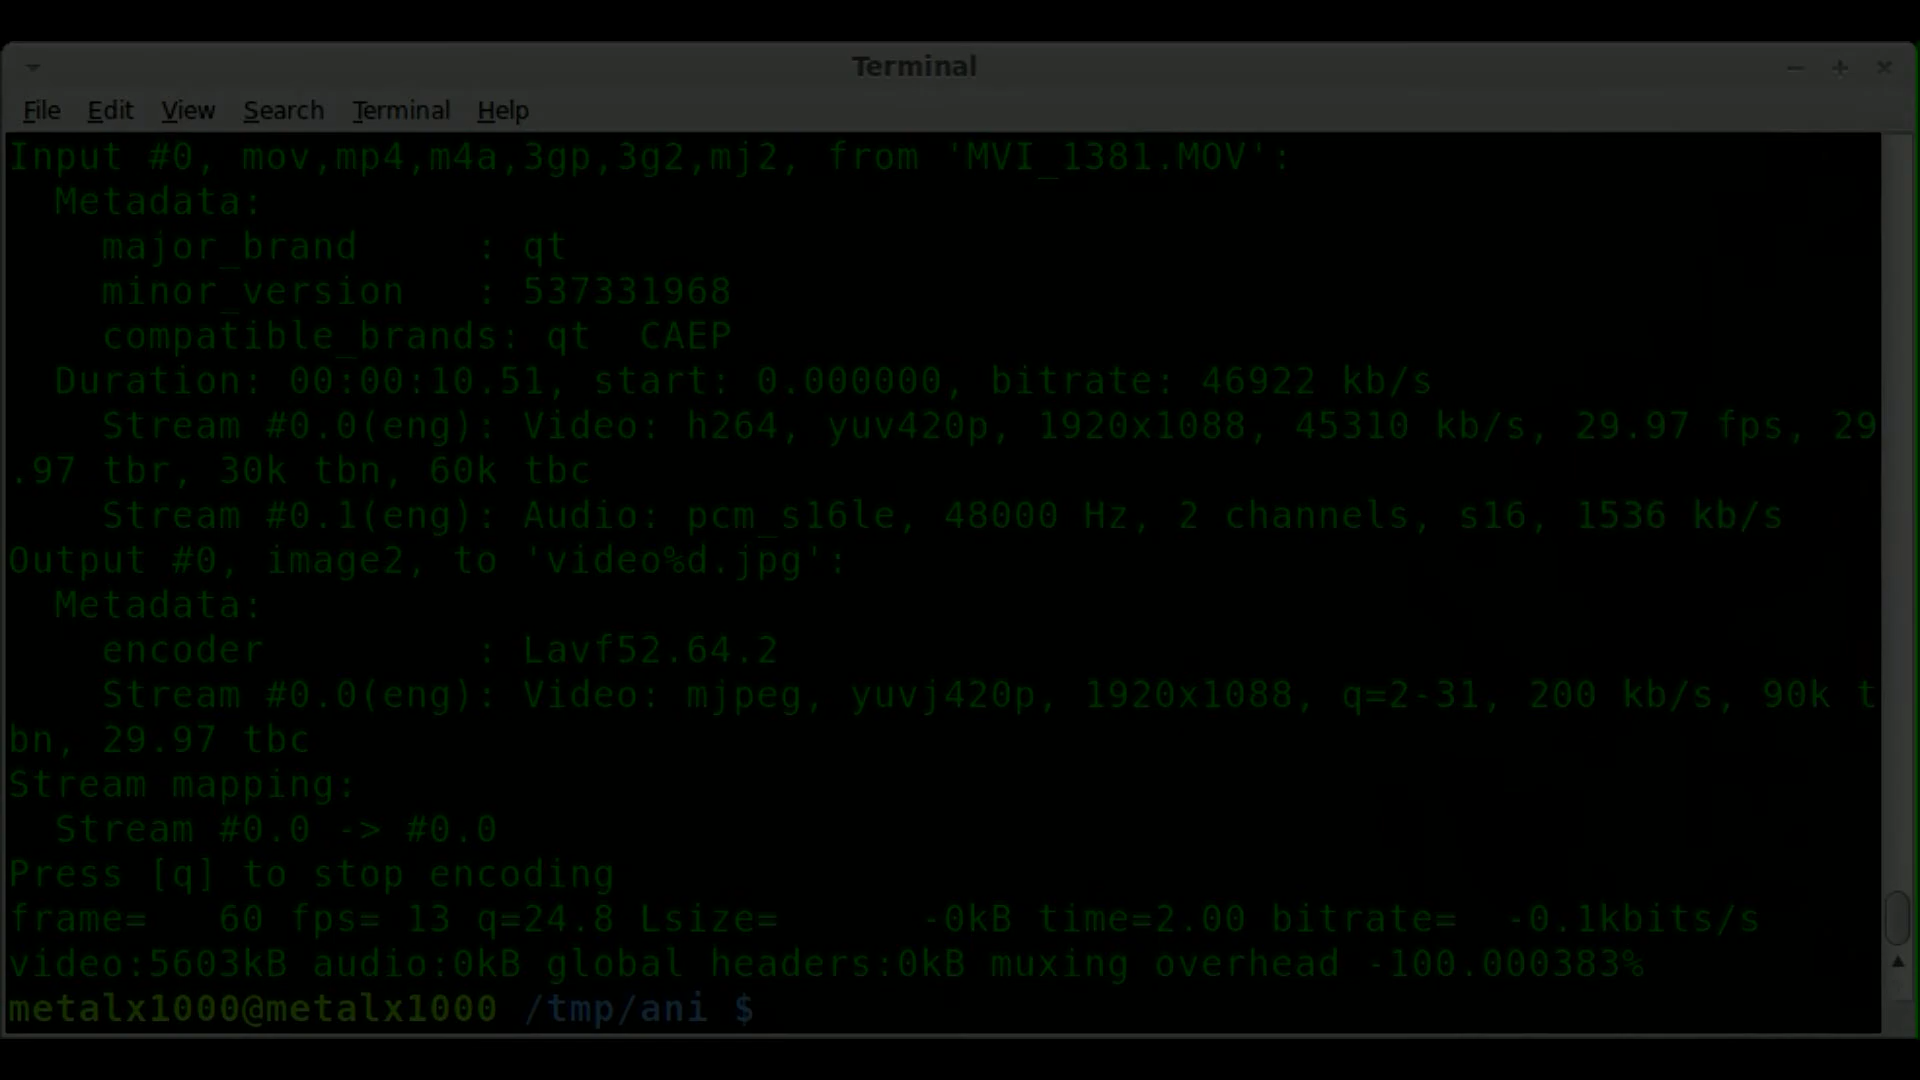 Terminal
File Edit View Search Terminal Help
Input #0, mov,mp4,m4a,3gp,3g2,mj2, from 'MVI_1381.MOV':
  Metadata:
    major_brand     : qt
    minor_version   : 537331968
    compatible_brands: qt  CAEP
  Duration: 00:00:10.51, start: 0.000000, bitrate: 46922 kb/s
    Stream #0.0(eng): Video: h264, yuv420p, 1920x1088, 45310 kb/s, 29.97 fps, 29
.97 tbr, 30k tbn, 60k tbc
    Stream #0.1(eng): Audio: pcm_s16le, 48000 Hz, 2 channels, s16, 1536 kb/s
Output #0, image2, to 'video%d.jpg':
  Metadata:
    encoder         : Lavf52.64.2
    Stream #0.0(eng): Video: mjpeg, yuvj420p, 1920x1088, q=2-31, 200 kb/s, 90k t
bn, 29.97 tbc
Stream mapping:
  Stream #0.0 -> #0.0
Press [q] to stop encoding
frame=   60 fps= 13 q=24.8 Lsize=      -0kB time=2.00 bitrate=  -0.1kbits/s
video:5603kB audio:0kB global headers:0kB muxing overhead -100.000383%
metalx1000@metalx1000 /tmp/ani $